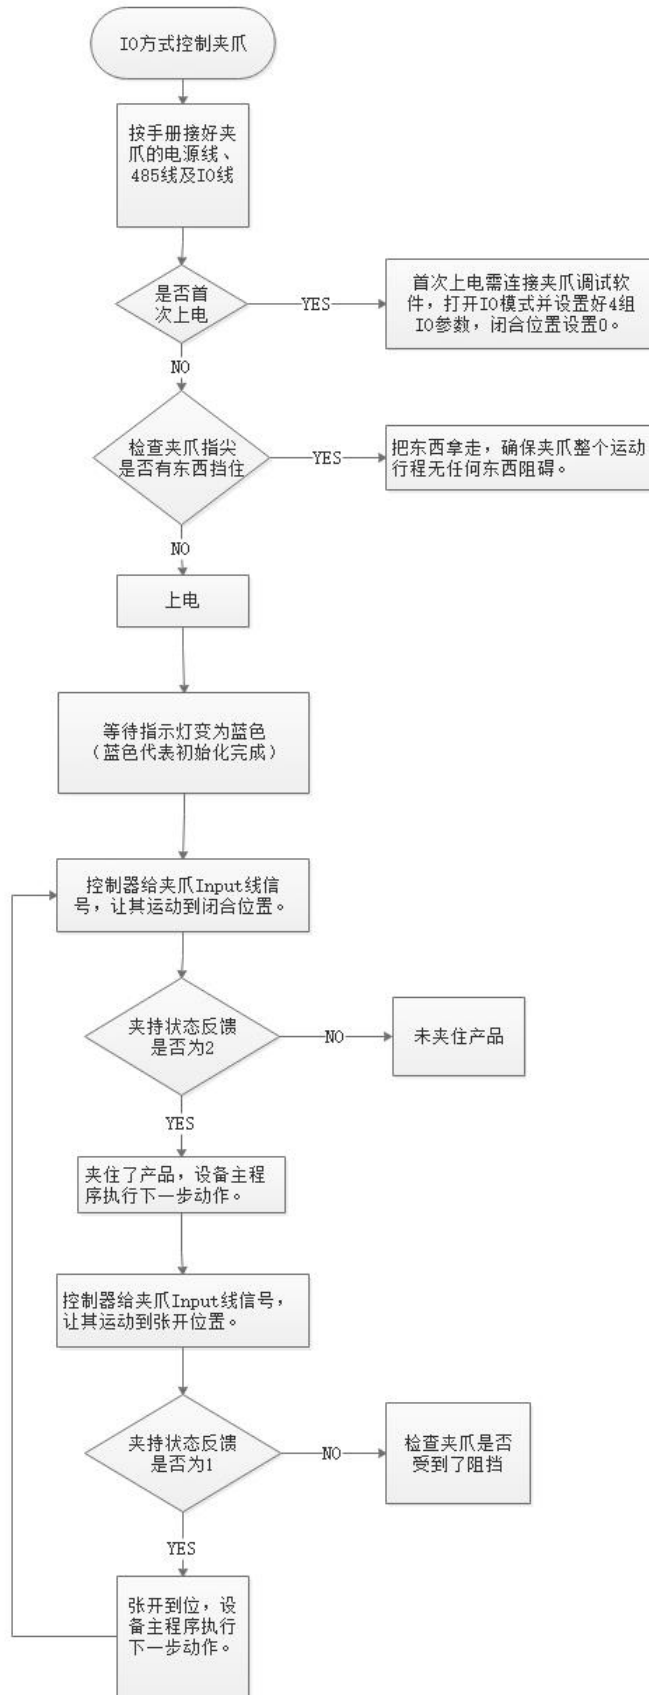 IO方式控制夹爪
按手册接好夹
爪的电源线、
485线及IO线
是否首
次上电
YES
首次上电需连接夹爪调试软
件，打开IO模式并设置好4组
IO参数，闭合位置设置0。
NO
检查夹爪指尖
是否有东西挡住
YES
把东西拿走，确保夹爪整个运动
行程无任何东西阻碍。
NO
上电
等待指示灯变为蓝色
（蓝色代表初始化完成）
控制器给夹爪Input线信
号，让其运动到闭合位置。
夹持状态反馈
是否为2
NO
未夹住产品
YES
夹住了产品，设备主程
序执行下一步动作。
控制器给夹爪Input线信号，
让其运动到张开位置。
夹持状态反馈
是否为1
NO
检查夹爪是否
受到了阻挡
YES
张开到位，设
备主程序执行
下一步动作。